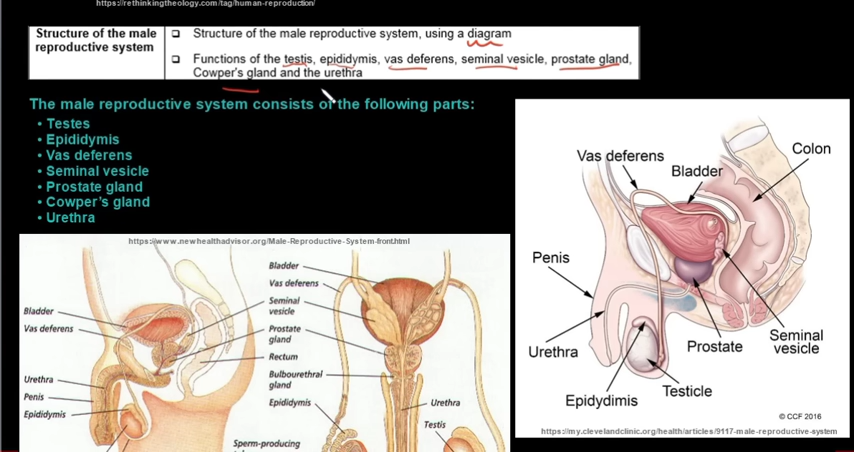 https://rethinkingtheology.com/tag/human-reproduction/
Structure of the male
reproductive system
Structure of the male reproductive system, using a diagram
Functions of the testis, epididymis, vas deferens, seminal vesicle, prostate gland,
Cowper's gland and the urethra
The male reproductive system consists of the following parts:
• Testes
• Epididymis
• Vas deferens
• Seminal vesicle
• Prostate gland
• Cowper's gland
• Urethra
https://www.newhealthadvisor.org/Male-Reproductive-System-front.html
Bladder
Vas deferens
Urethra
Penis
Epididymis
Bladder
Vas deferens
Seminal
vesicle
Prostate
gland
Rectum
Bulbourethral
gland
Epididymis
Sperm-producing
Urethra
Testis
Vas deferens
Bladder
Colon
Penis
Urethra
Prostate
Seminal
vesicle
Testicle
Epidydimis
© CCF 2016
https://my.clevelandclinic.org/health/articles/9117-male-reproductive-system